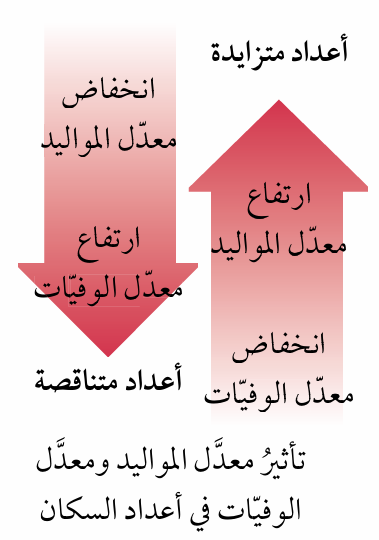 أعداد متزايدة
ارتفاع
معدّل المواليد
انخفاض
معدّل الوفيّات
انخفاض
معدّل المواليد
ارتفاع
معدّل الوفيّات
أعداد متناقصة
تأثيرُ معدَّل المواليد ومعدَّل
الوفيّات في أعداد السكان